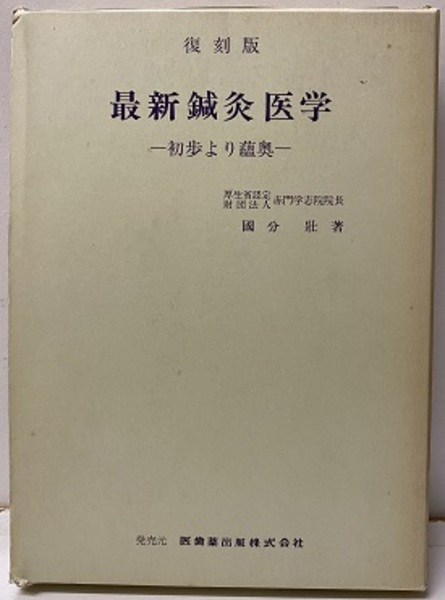 復刻版
最新鍼灸医学
―初歩より蘊奥―
厚生省認定
財団法人 赤門学志院院長
國分 壯 著
発売元 医歯薬出版株式会社